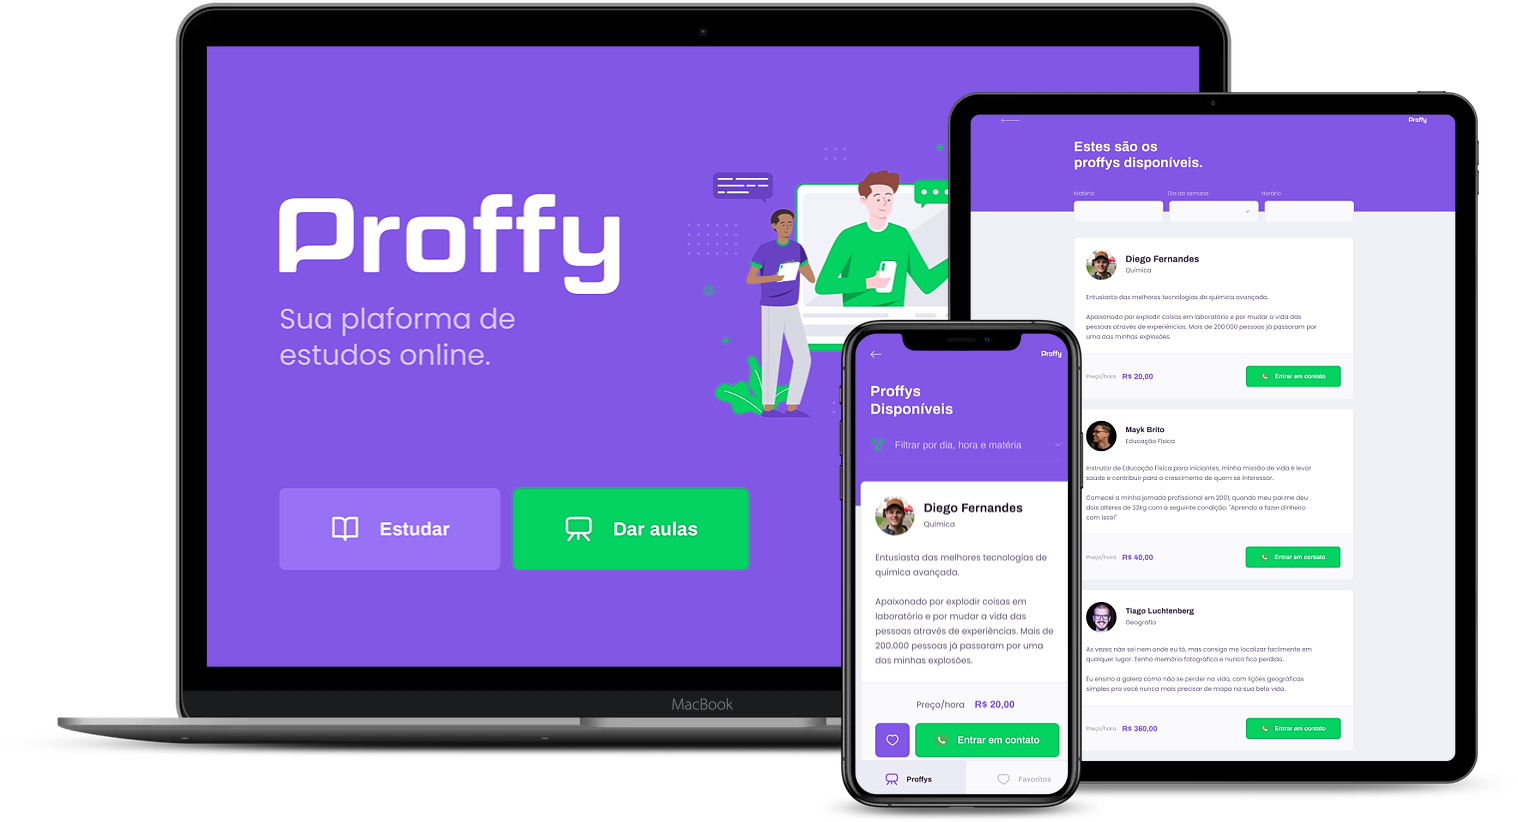 Proffy
Sua plaforma de
estudos online.
Estudar
Dar aulas
MacBook
Proffy
Estes são os
proffys disponíveis.
Matéria
Dia da semana
Horário
Diego Fernandes
Química
Entusiasta das melhores tecnologias de química avançada.
Apaixonado por explodir coisas em laboratório e por mudar a vida das
pessoas através de experiências. Mais de 200.000 pessoas já passaram por
uma das minhas explosões.
Preço/hora R$ 20,00
Entrar em contato
Mayk Brito
Educação Física
Instrutor de Educação Física para iniciantes, minha missão de vida é levar
saúde e contribuir para o crescimento de quem se interessar.
Comecei a minha jornada profissional em 2001, quando meu pai me deu
dois alteres de 32kg com a seguinte condição: "Aprenda a fazer dinheiro
com isso!"
Preço/hora R$ 40,00
Entrar em contato
Tiago Luchtenberg
Geografia
As vezes não sei nem onde eu tô, mas consigo me localizar facilmente em
qualquer lugar. Tenho memória fotográfica e nunca fico perdido.
Eu ensino a galera como não se perder na vida, com lições geográficas
simples pra você nunca mais precisar de mapa na sua bela vida.
Preço/hora R$ 360,00
Entrar em contato
Proffy
Proffys
Disponíveis
Filtrar por dia, hora e matéria
Diego Fernandes
Química
Entusiasta das melhores tecnologias de
química avançada.
Apaixonado por explodir coisas em
laboratório e por mudar a vida das
pessoas através de experiências. Mais de
200.000 pessoas já passaram por uma
das minhas explosões.
Preço/hora R$ 20,00
Entrar em contato
Proffys
Favoritos